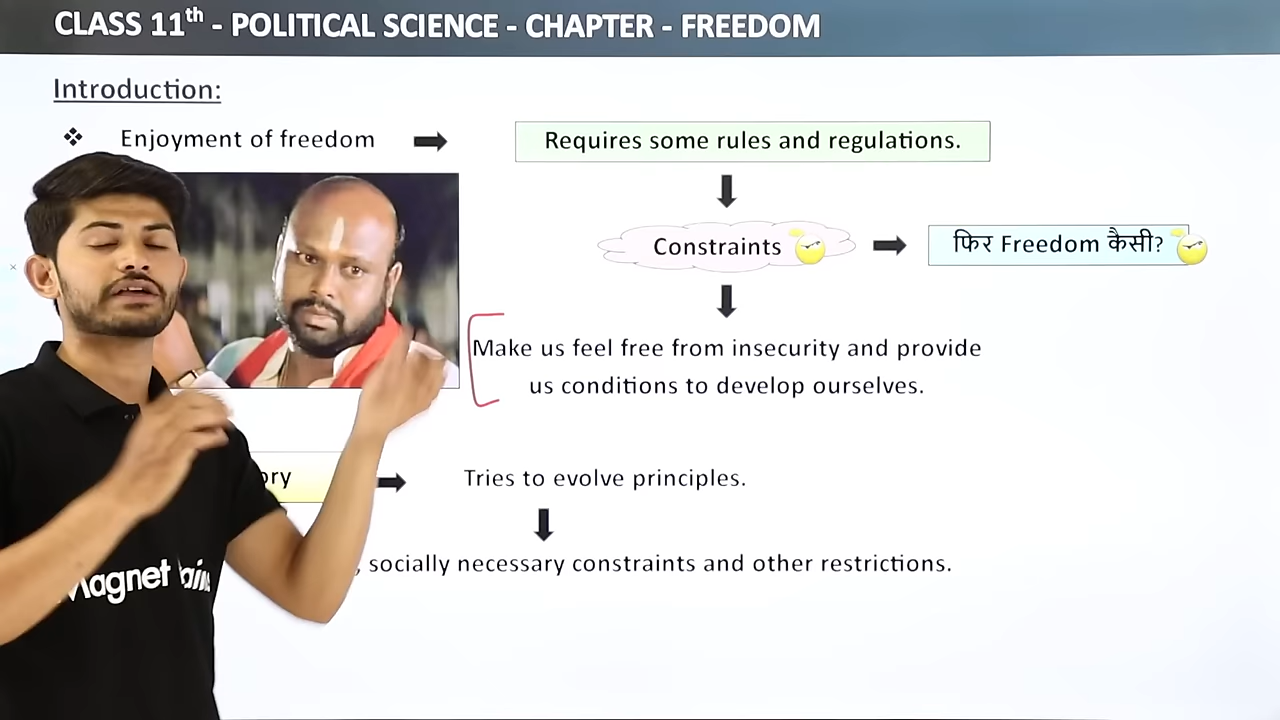 CLASS 11th - POLITICAL SCIENCE - CHAPTER - FREEDOM
Introduction:
❖ Enjoyment of freedom
Requires some rules and regulations.
Constraints
फिर Freedom कैसी?
Make us feel free from insecurity and provide
us conditions to develop ourselves.
Tries to evolve principles.
, socially necessary constraints and other restrictions.
Magnet